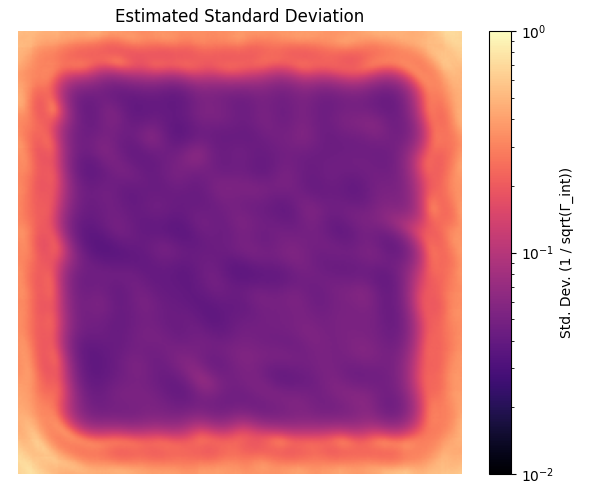 Estimated Standard Deviation
10⁰
10⁻¹
10⁻²
Std. Dev. (1 / sqrt(Γ_int))